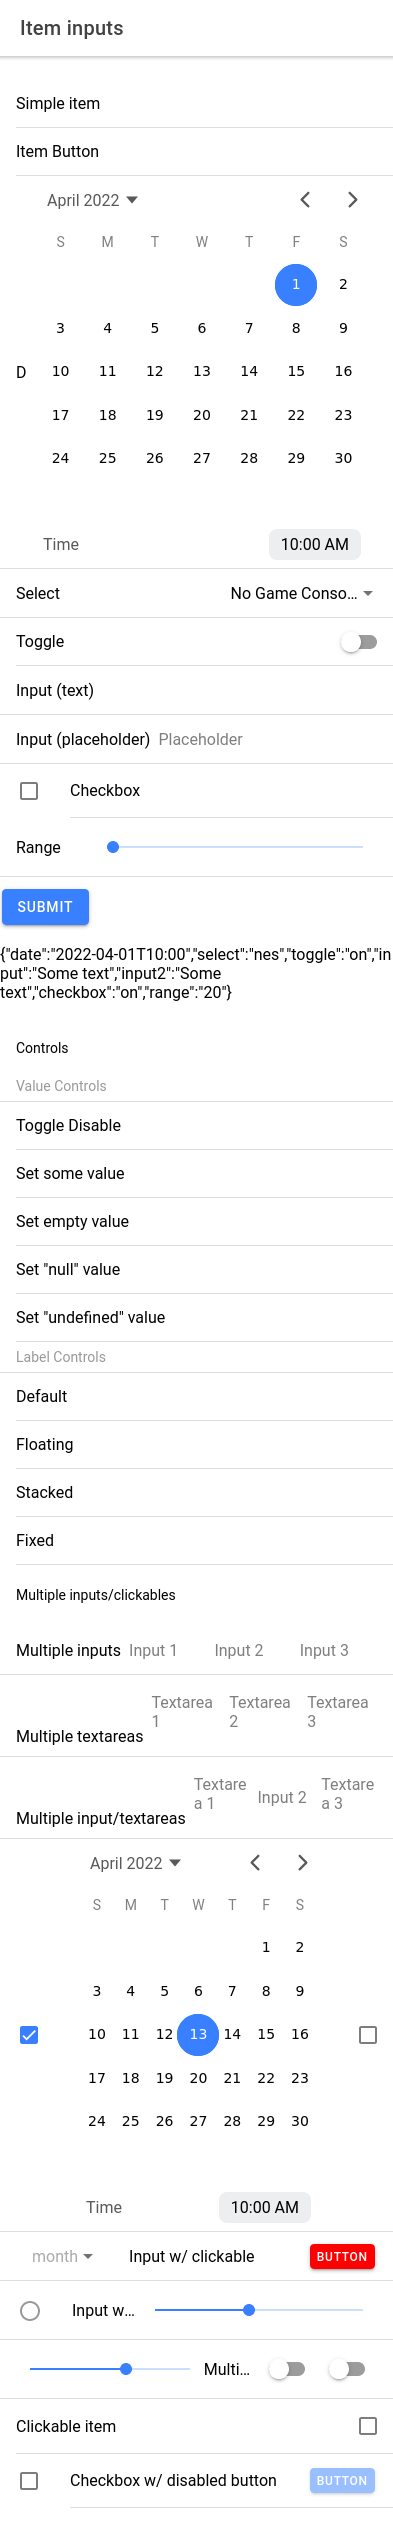 Item inputs
Simple item
Item Button
April 2022
S M T W T F S
1 2
3 4 5 6 7 8 9
D 10 11 12 13 14 15 16
17 18 19 20 21 22 23
24 25 26 27 28 29 30
Time 10:00 AM
Select No Game Conso...
Toggle
Input (text)
Input (placeholder) Placeholder
Checkbox
Range
SUBMIT
{"date":"2022-04-01T10:00","select":"nes","toggle":"on","in
put":"Some text","input2":"Some
text","checkbox":"on","range":"20"}
Controls
Value Controls
Toggle Disable
Set some value
Set empty value
Set "null" value
Set "undefined" value
Label Controls
Default
Floating
Stacked
Fixed
Multiple inputs/clickables
Multiple inputs Input 1 Input 2 Input 3
Textarea Textarea Textarea
1 2 3
Multiple textareas
Textare Textare
a 1 Input 2 a 3
Multiple input/textareas
April 2022
S M T W T F S
1 2
3 4 5 6 7 8 9
10 11 12 13 14 15 16
17 18 19 20 21 22 23
24 25 26 27 28 29 30
Time 10:00 AM
month Input w/ clickable BUTTON
Input w...
Multi...
Clickable item
Checkbox w/ disabled button BUTTON